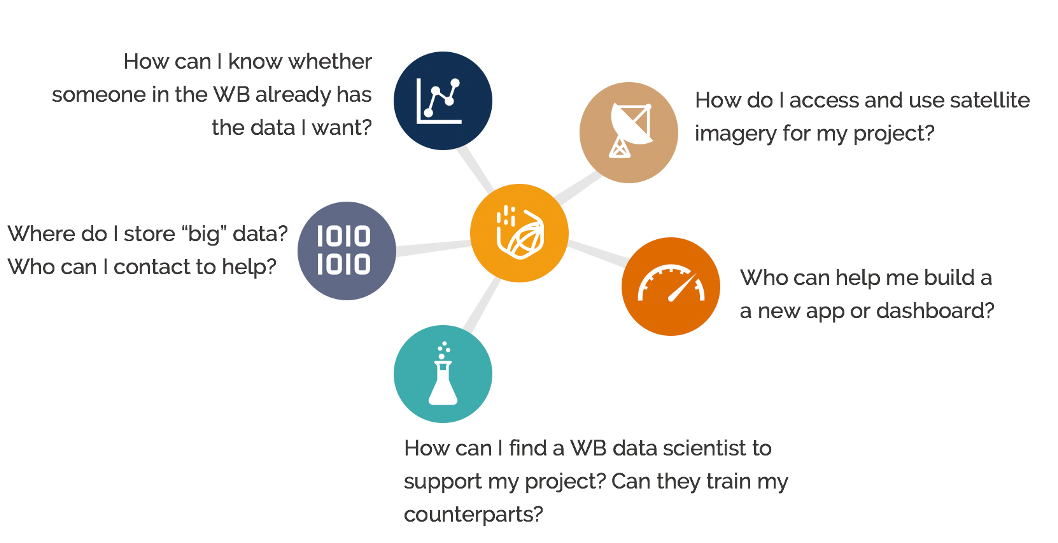 How can I know whether
someone in the WB already has
the data I want?
How do I access and use satellite
imagery for my project?
Where do I store “big” data?
Who can I contact to help?
1010
1010
Who can help me build a
a new app or dashboard?
How can I find a WB data scientist to
support my project? Can they train my
counterparts?